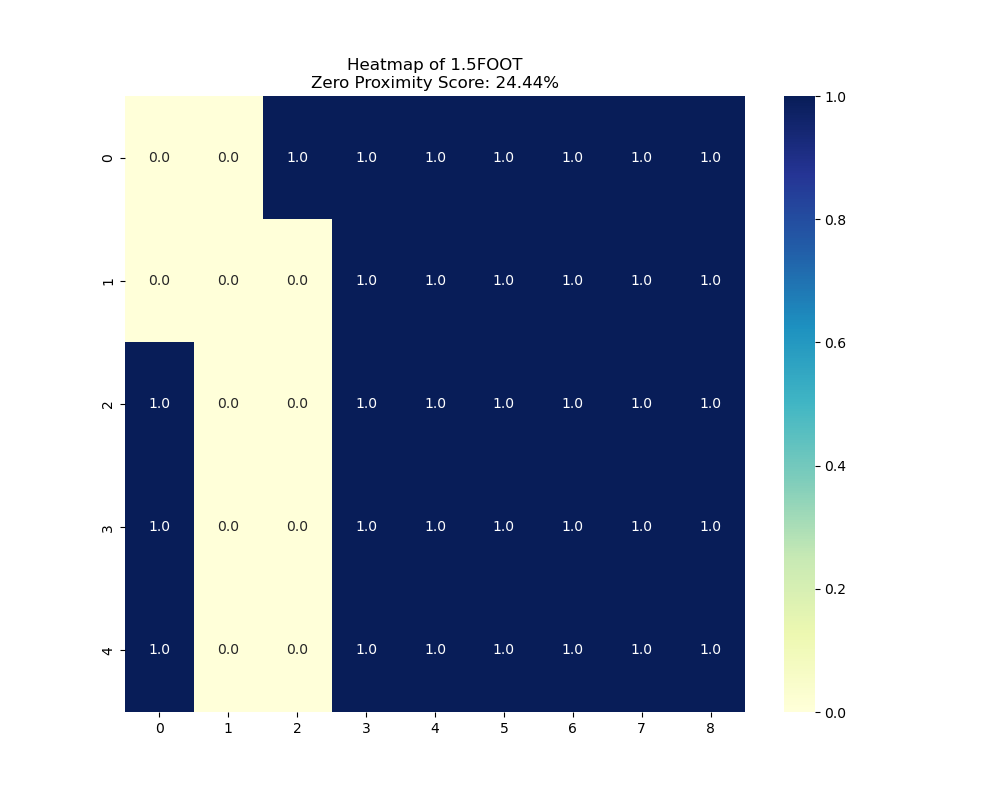 Heatmap of 1.5FOOT
Zero Proximity Score: 24.44%
0 0.0 0.0 1.0 1.0 1.0 1.0 1.0 1.0 1.0
1 0.0 0.0 0.0 1.0 1.0 1.0 1.0 1.0 1.0
2 1.0 0.0 0.0 1.0 1.0 1.0 1.0 1.0 1.0
3 1.0 0.0 0.0 1.0 1.0 1.0 1.0 1.0 1.0
4 1.0 0.0 0.0 1.0 1.0 1.0 1.0 1.0 1.0
0 1 2 3 4 5 6 7 8
1.0
0.8
0.6
0.4
0.2
0.0